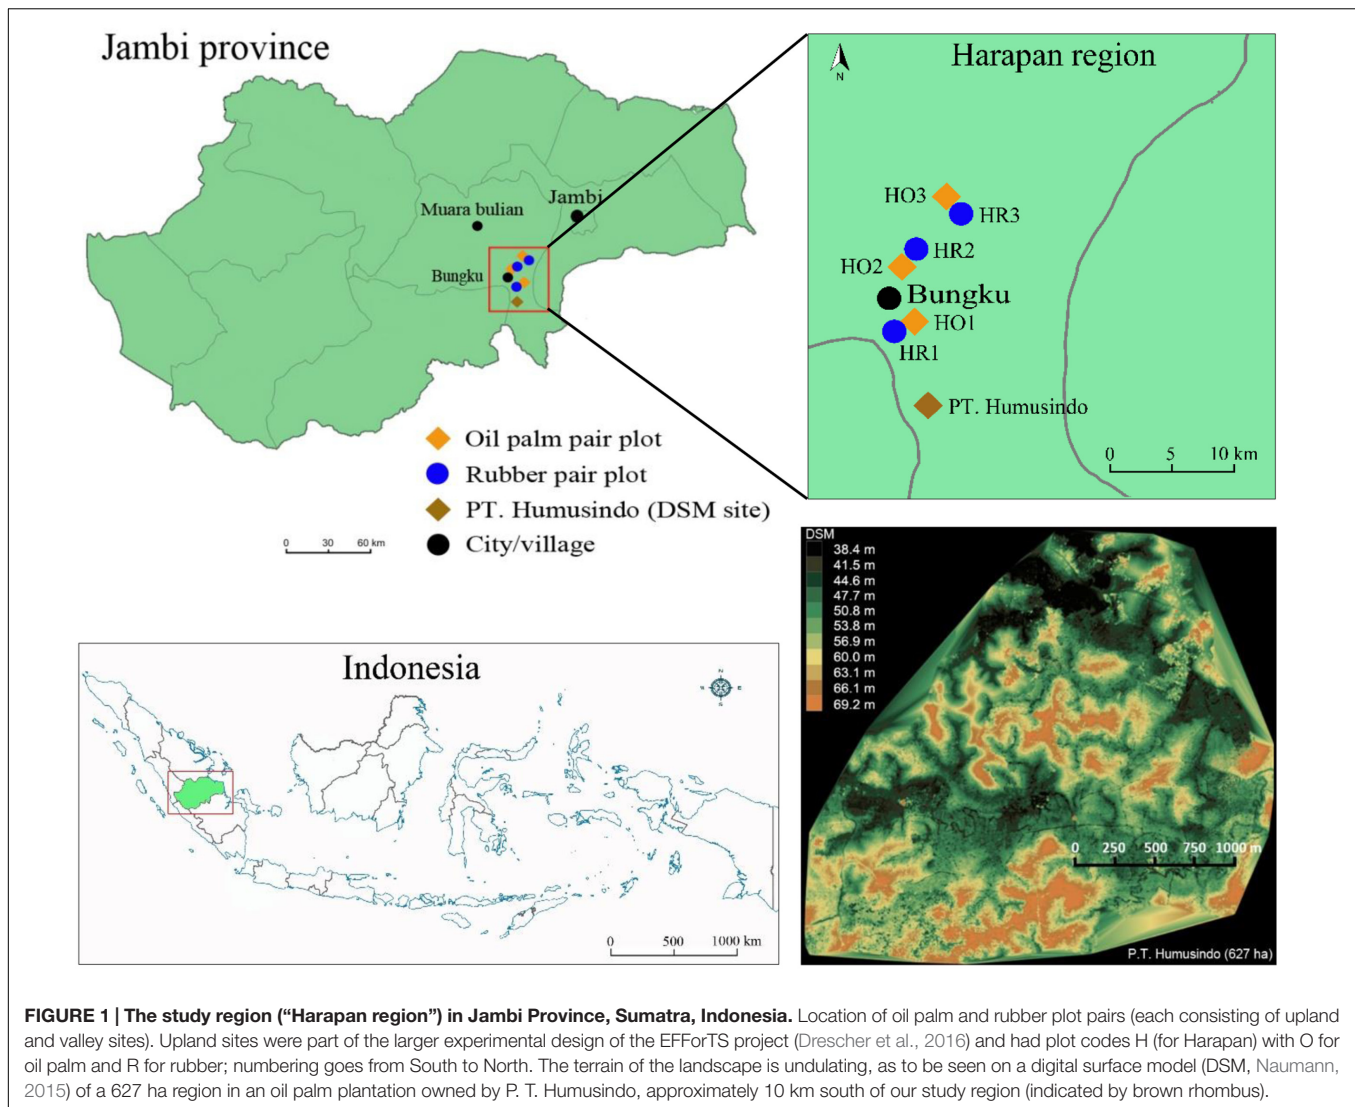 Jambi province
Muara bulian
Jambi
Bungku
Oil palm pair plot
Rubber pair plot
PT. Humusindo (DSM site)
City/village
0 30 60 km
N
Harapan region
HO3
HR3
HR2
HO2
Bungku
HO1
HR1
PT. Humusindo
0 5 10 km
Indonesia
N
E
S
0 500 1000 km
DSM
38.4 m
41.5 m
44.6 m
47.7 m
50.8 m
53.8 m
56.9 m
60.0 m
63.1 m
66.1 m
69.2 m
0 250 500 750 1000 m
P.T. Humusindo (627 ha)
FIGURE 1 | The study region (“Harapan region”) in Jambi Province, Sumatra, Indonesia. Location of oil palm and rubber plot pairs (each consisting of upland
and valley sites). Upland sites were part of the larger experimental design of the EFForTS project (Drescher et al., 2016) and had plot codes H (for Harapan) with O for
oil palm and R for rubber; numbering goes from South to North. The terrain of the landscape is undulating, as to be seen on a digital surface model (DSM, Naumann,
2015) of a 627 ha region in an oil palm plantation owned by P. T. Humusindo, approximately 10 km south of our study region (indicated by brown rhombus).